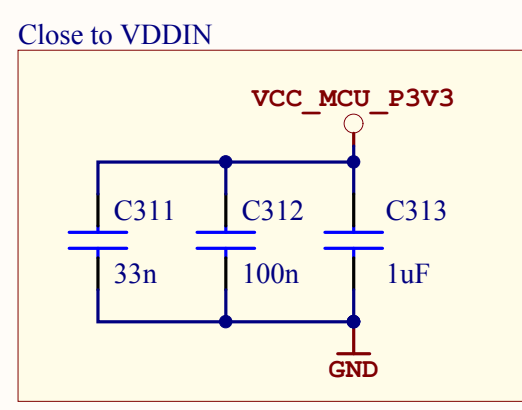 Close to VDDIN
VCC_MCU_P3V3
C311 C312 C313
33n 100n 1uF
GND